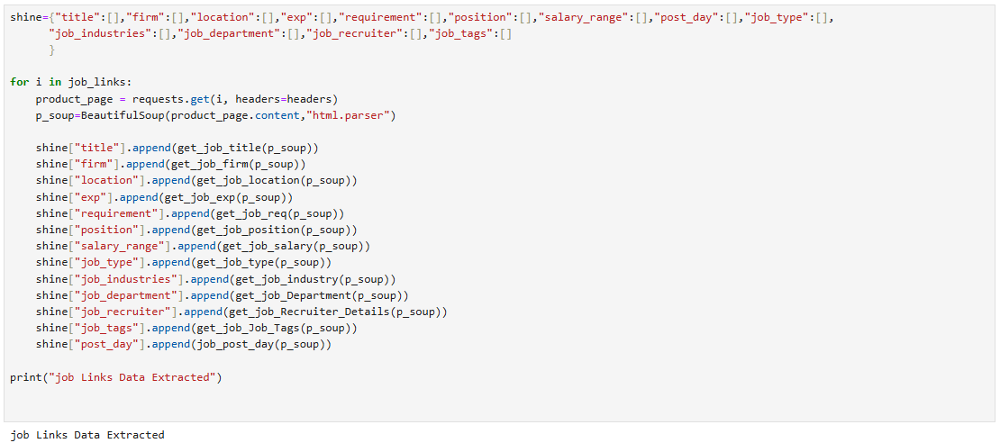 shine={"title":[],"firm":[],"location":[],"exp":[],"requirement":[],"position":[],"salary_range":[],"post_day":[],"job_type":[],
"job_industries":[],"job_department":[],"job_recruiter":[],"job_tags":[]
}
for i in job_links:
product_page = requests.get(i, headers=headers)
p_soup=BeautifulSoup(product_page.content,"html.parser")
shine["title"].append(get_job_title(p_soup))
shine["firm"].append(get_job_firm(p_soup))
shine["location"].append(get_job_location(p_soup))
shine["exp"].append(get_job_exp(p_soup))
shine["requirement"].append(get_job_req(p_soup))
shine["position"].append(get_job_position(p_soup))
shine["salary_range"].append(get_job_salary(p_soup))
shine["job_type"].append(get_job_type(p_soup))
shine["job_industries"].append(get_job_industry(p_soup))
shine["job_department"].append(get_job_Department(p_soup))
shine["job_recruiter"].append(get_job_Recruiter_Details(p_soup))
shine["job_tags"].append(get_job_Job_Tags(p_soup))
shine["post_day"].append(job_post_day(p_soup))
print("job Links Data Extracted")
job Links Data Extracted